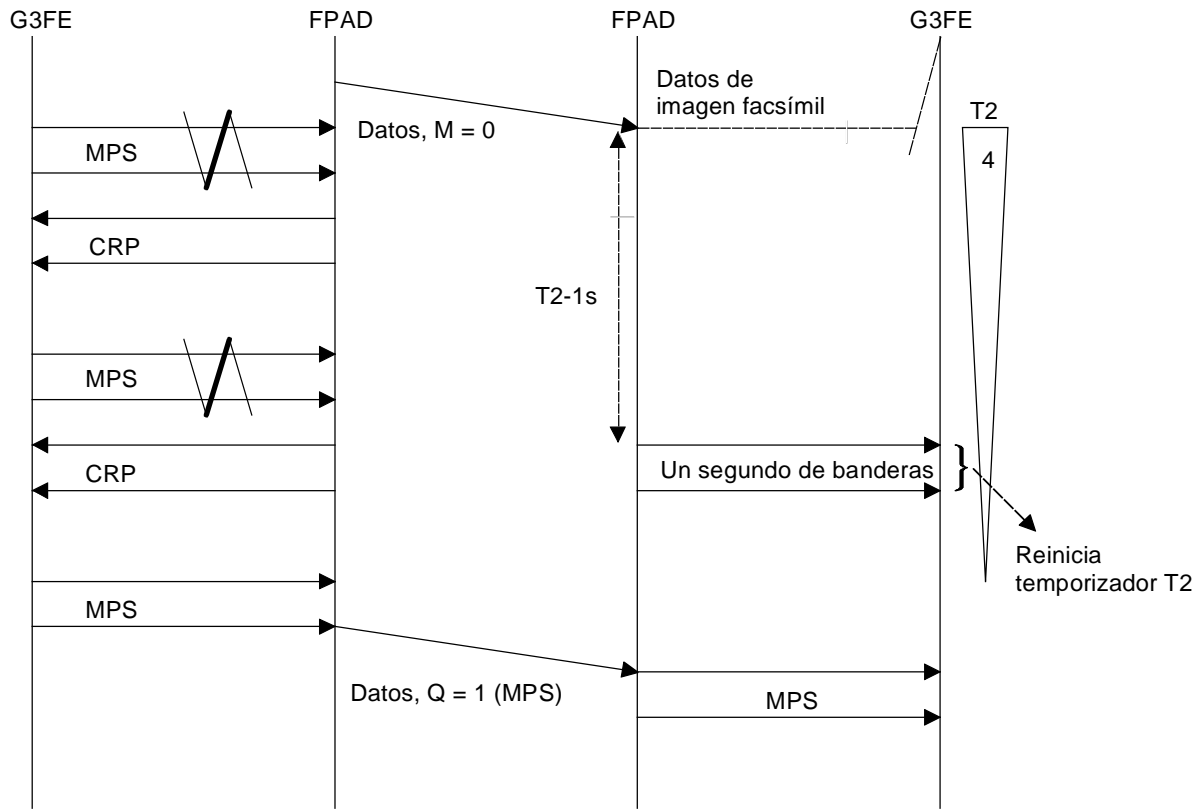 G3FE
FPAD
FPAD
G3FE
Datos de
imagen facsímil
T2
Datos, M = 0
MPS
4
CRP
T2-1s
MPS
CRP
Un segundo de banderas
Reinicia
temporizador T2
MPS
Datos, Q = 1 (MPS)
MPS